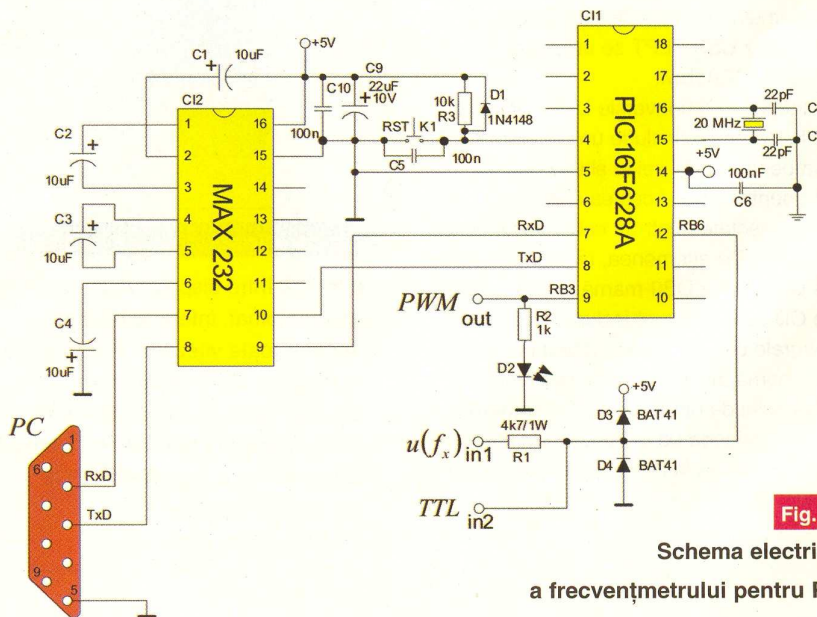 CI1
C1
10uF
+5V
C9
22uF
10V
C10
100n
10k
R3
D1
1N4148
RST
K1
C5
100n
CI2
MAX 232
1
2
3
4
5
6
7
8
16
15
14
13
12
11
10
9
C2
10uF
C3
10uF
C4
10uF
PIC16F628A
1
2
3
4
5
6
7
8
9
18
17
16
15
14
13
12
11
10
22pF
20 MHz
22pF
C
C
+5V
100nF
C6
RxD
TxD
RB3
RB6
PWM
out
R2
1k
D2
+5V
D3
BAT41
D4
BAT41
4k7/1W
R1
u(fx) in1
TTL
in2
PC
1
6
RxD
TxD
9
5
Fig.
Schema electri
a frecvențmetrului pentru P